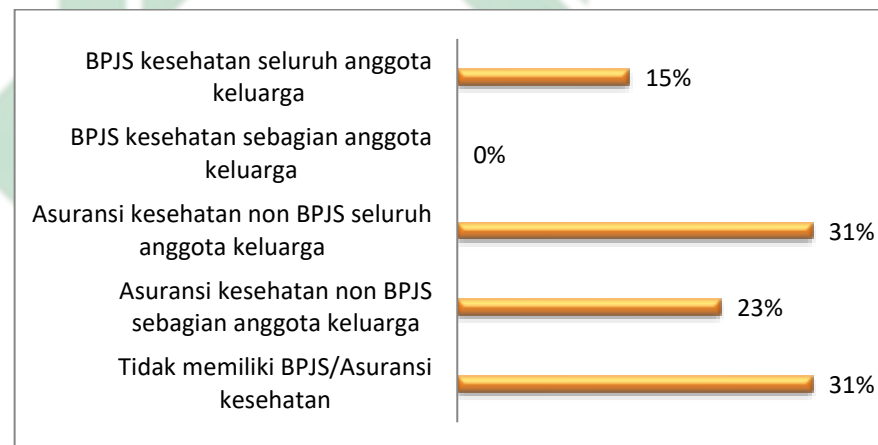 BPJS kesehatan seluruh anggota
keluarga
15%
BPJS kesehatan sebagian anggota
keluarga
0%
Asuransi kesehatan non BPJS seluruh
anggota keluarga
31%
Asuransi kesehatan non BPJS
sebagian anggota keluarga
23%
Tidak memiliki BPJS/Asuransi
kesehatan
31%